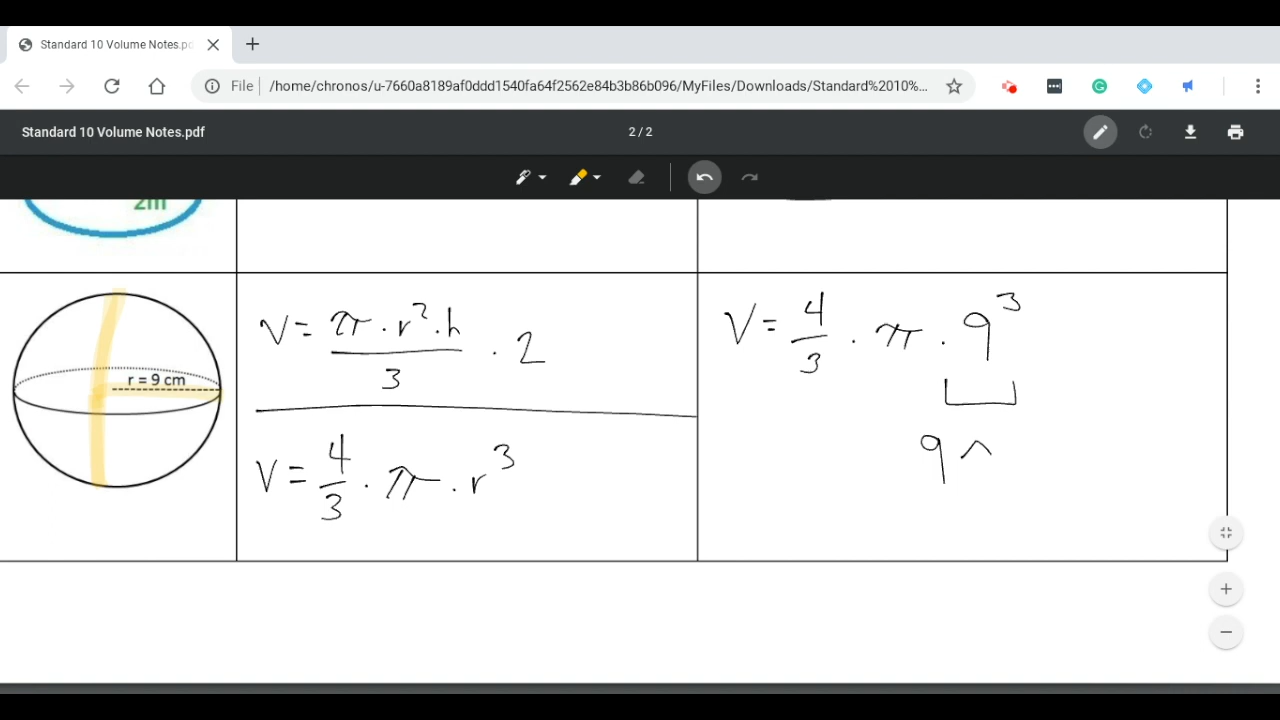 Standard 10 Volume Notes.pd
File /home/chronos/u-7660a8189af0ddd1540fa64f2562e84b3b86b096/MyFiles/Downloads/Standard%2010%...
Standard 10 Volume Notes.pdf
2 / 2
2m
r = 9 cm
V = π · r² · h / 3 · 2
V = 4/3 · π · r³
V = 4/3 · π · 9³
9 ^